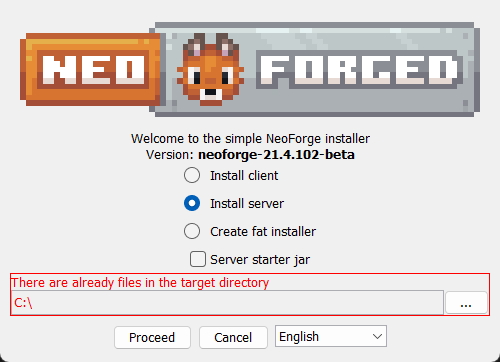 NEO FORGED
Welcome to the simple NeoForge installer
Version: neoforge-21.4.102-beta
Install client
Install server
Create fat installer
Server starter jar
There are already files in the target directory
C:\
...
Proceed
Cancel
English